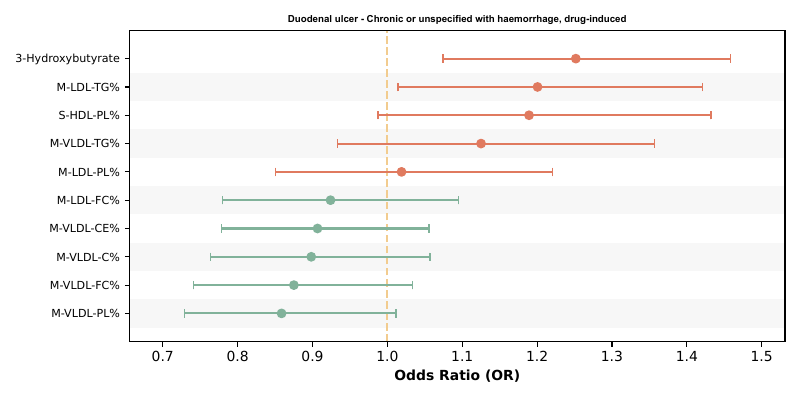 Duodenal ulcer - Chronic or unspecified with haemorrhage, drug-induced
3-Hydroxybutyrate
M-LDL-TG%
S-HDL-PL%
M-VLDL-TG%
M-LDL-PL%
M-LDL-FC%
M-VLDL-CE%
M-VLDL-C%
M-VLDL-FC%
M-VLDL-PL%
0.7 0.8 0.9 1.0 1.1 1.2 1.3 1.4 1.5
Odds Ratio (OR)